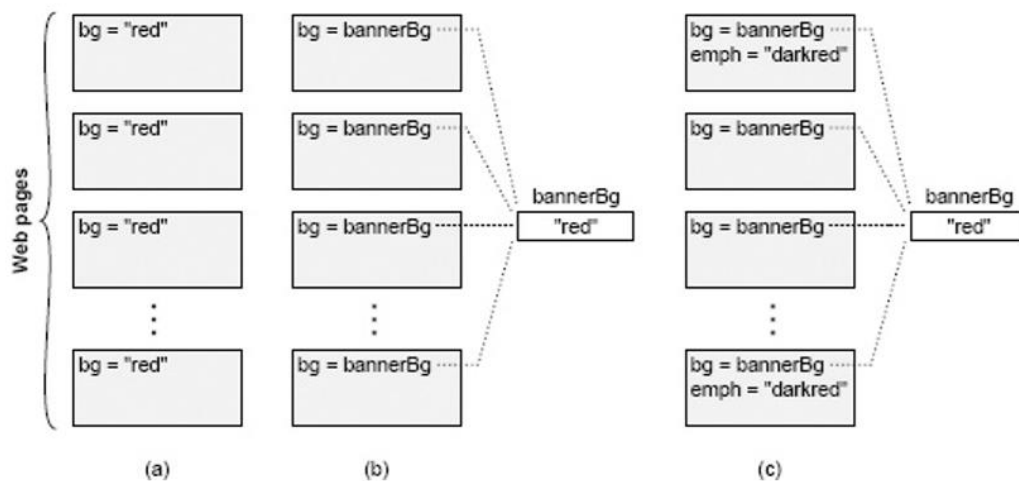 Web pages
bg = "red"
bg = "red"
bg = "red"
bg = "red"
(a)
bg = bannerBg
bg = bannerBg
bg = bannerBg
bg = bannerBg
bannerBg
"red"
(b)
bg = bannerBg
emph = "darkred"
bg = bannerBg
bg = bannerBg
bg = bannerBg
emph = "darkred"
bannerBg
"red"
(c)